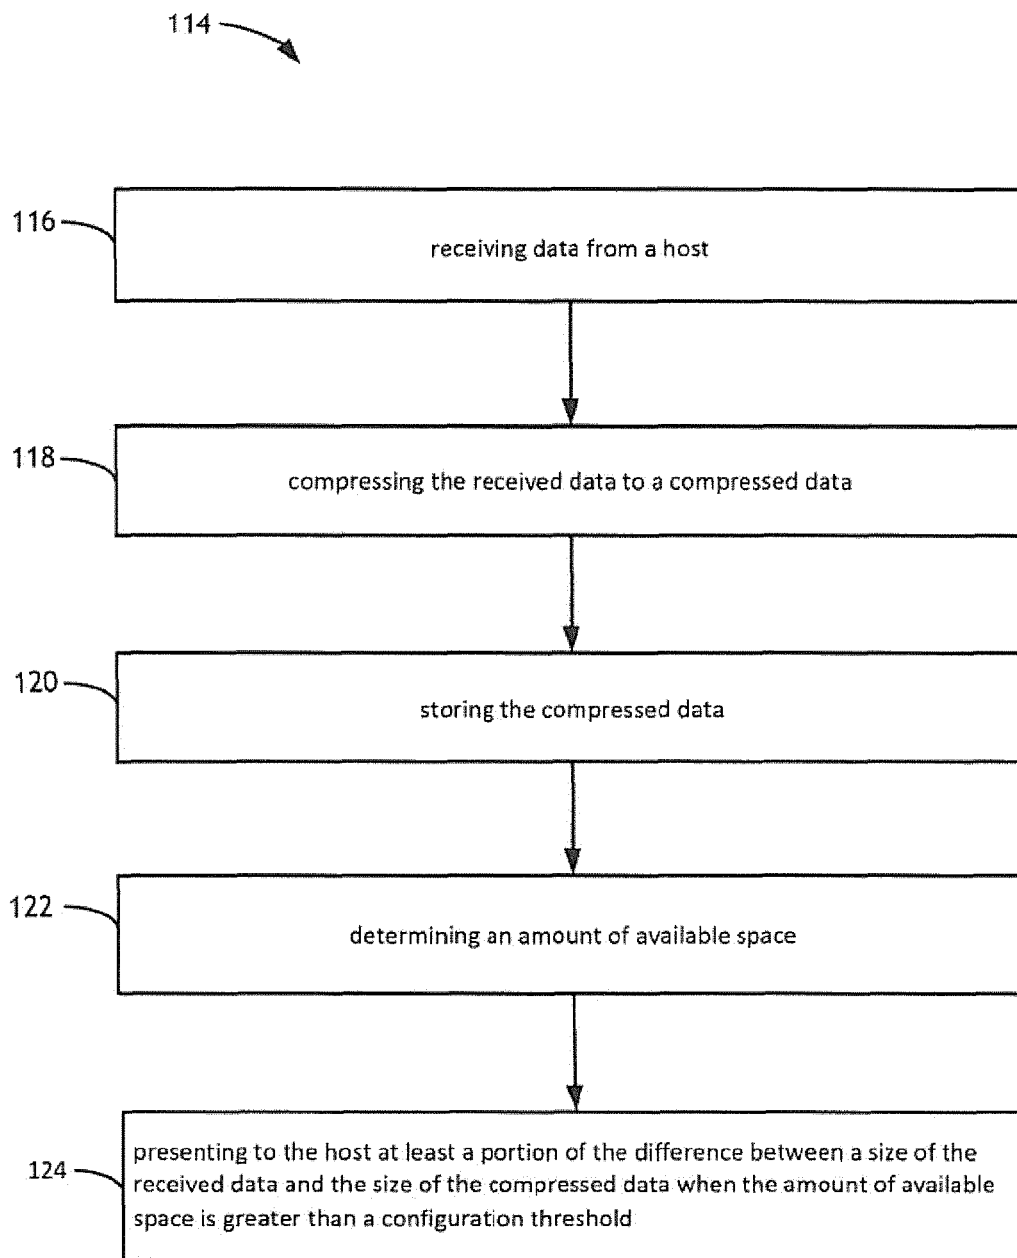 114
116
receiving data from a host
118
compressing the received data to a compressed data
120
storing the compressed data
122
determining an amount of available space
124
presenting to the host at least a portion of the difference between a size of the
received data and the size of the compressed data when the amount of available
space is greater than a configuration threshold